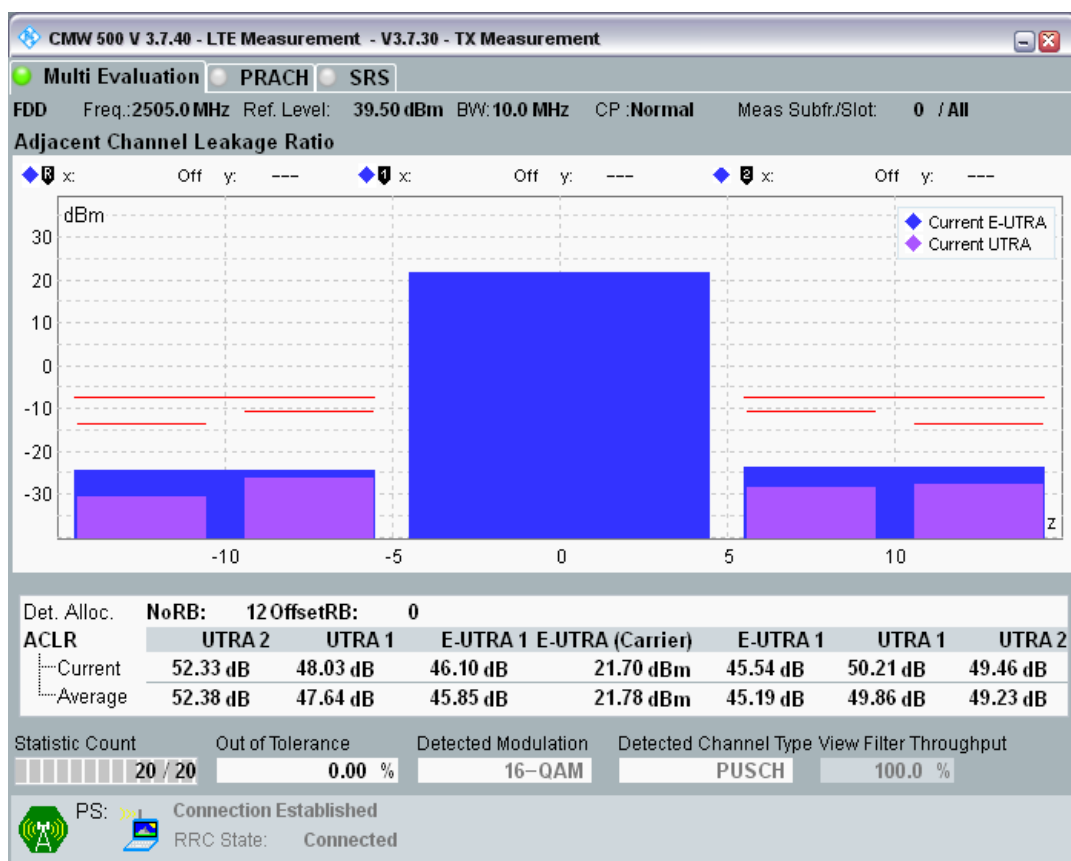 CMW 500 V 3.7.40 - LTE Measurement - V3.7.30 - TX Measurement
Multi Evaluation PRACH SRS
FDD Freq.:2505.0 MHz Ref. Level: 39.50 dBm BW: 10.0 MHz CP :Normal Meas Subfr./Slot: 0 / All
Adjacent Channel Leakage Ratio
R x: Off y: --- 1 x: Off y: --- 2 x: Off y: ---
dBm
Current E-UTRA
Current UTRA
30
20
10
0
-10
-20
-30
z
-10 -5 0 5 10
Det. Alloc. NoRB: 12 OffsetRB: 0
ACLR UTRA 2 UTRA 1 E-UTRA 1 E-UTRA (Carrier) E-UTRA 1 UTRA 1 UTRA 2
Current 52.33 dB 48.03 dB 46.10 dB 21.70 dBm 45.54 dB 50.21 dB 49.46 dB
Average 52.38 dB 47.64 dB 45.85 dB 21.78 dBm 45.19 dB 49.86 dB 49.23 dB
Statistic Count Out of Tolerance Detected Modulation Detected Channel Type View Filter Throughput
20 / 20 0.00 % 16-QAM PUSCH 100.0 %
PS: Connection Established
RRC State: Connected